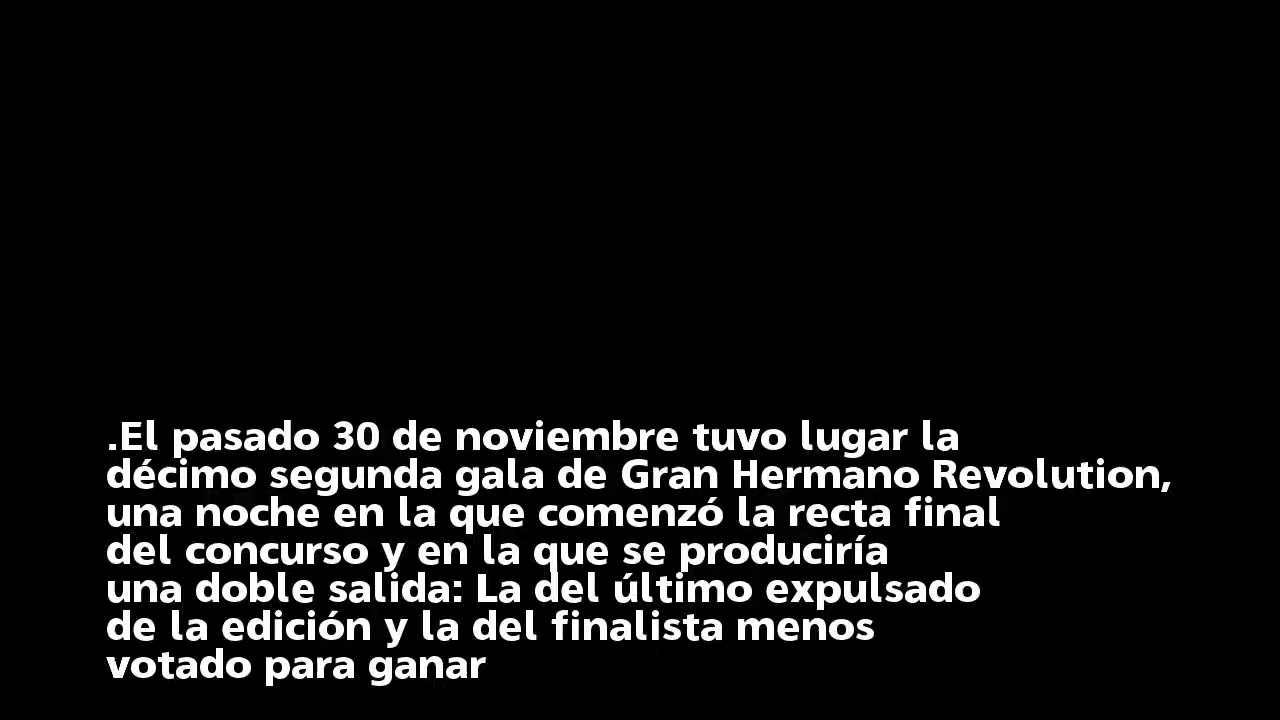 .El pasado 30 de noviembre tuvo lugar la
décimo segunda gala de Gran Hermano Revolution,
una noche en la que comenzó la recta final
del concurso y en la que se produciría
una doble salida: La del último expulsado
de la edición y la del finalista menos
votado para ganar